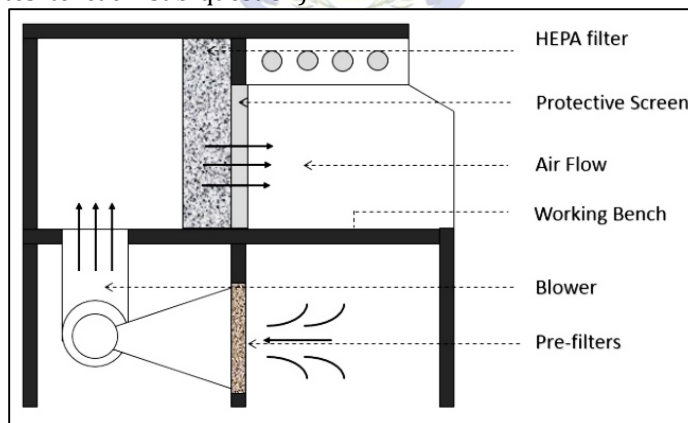 HEPA filter
Protective Screen
Air Flow
Working Bench
Blower
Pre-filters